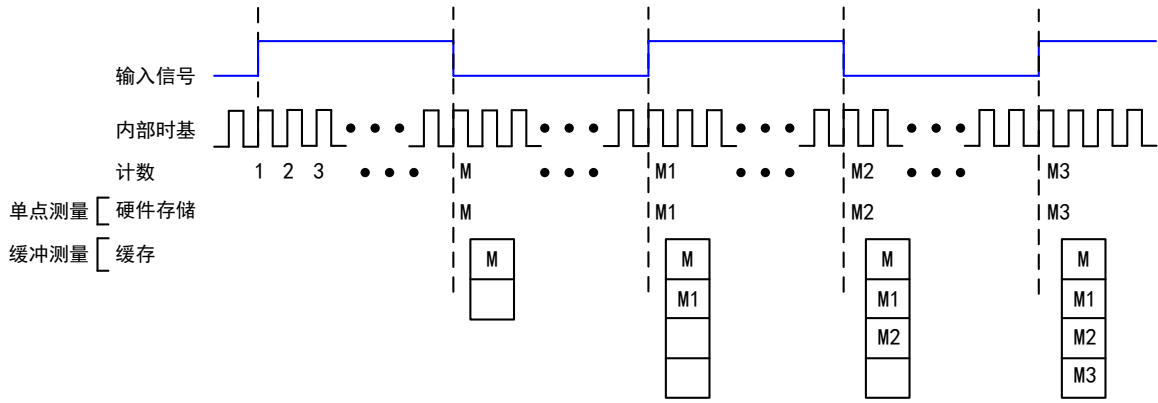 输入信号
内部时基
计数 1 2 3 M M1 M2 M3
单点测量 硬件存储 M M1 M2 M3
缓冲测量 缓存 M M M M
M1 M1 M1
M2 M2
M3